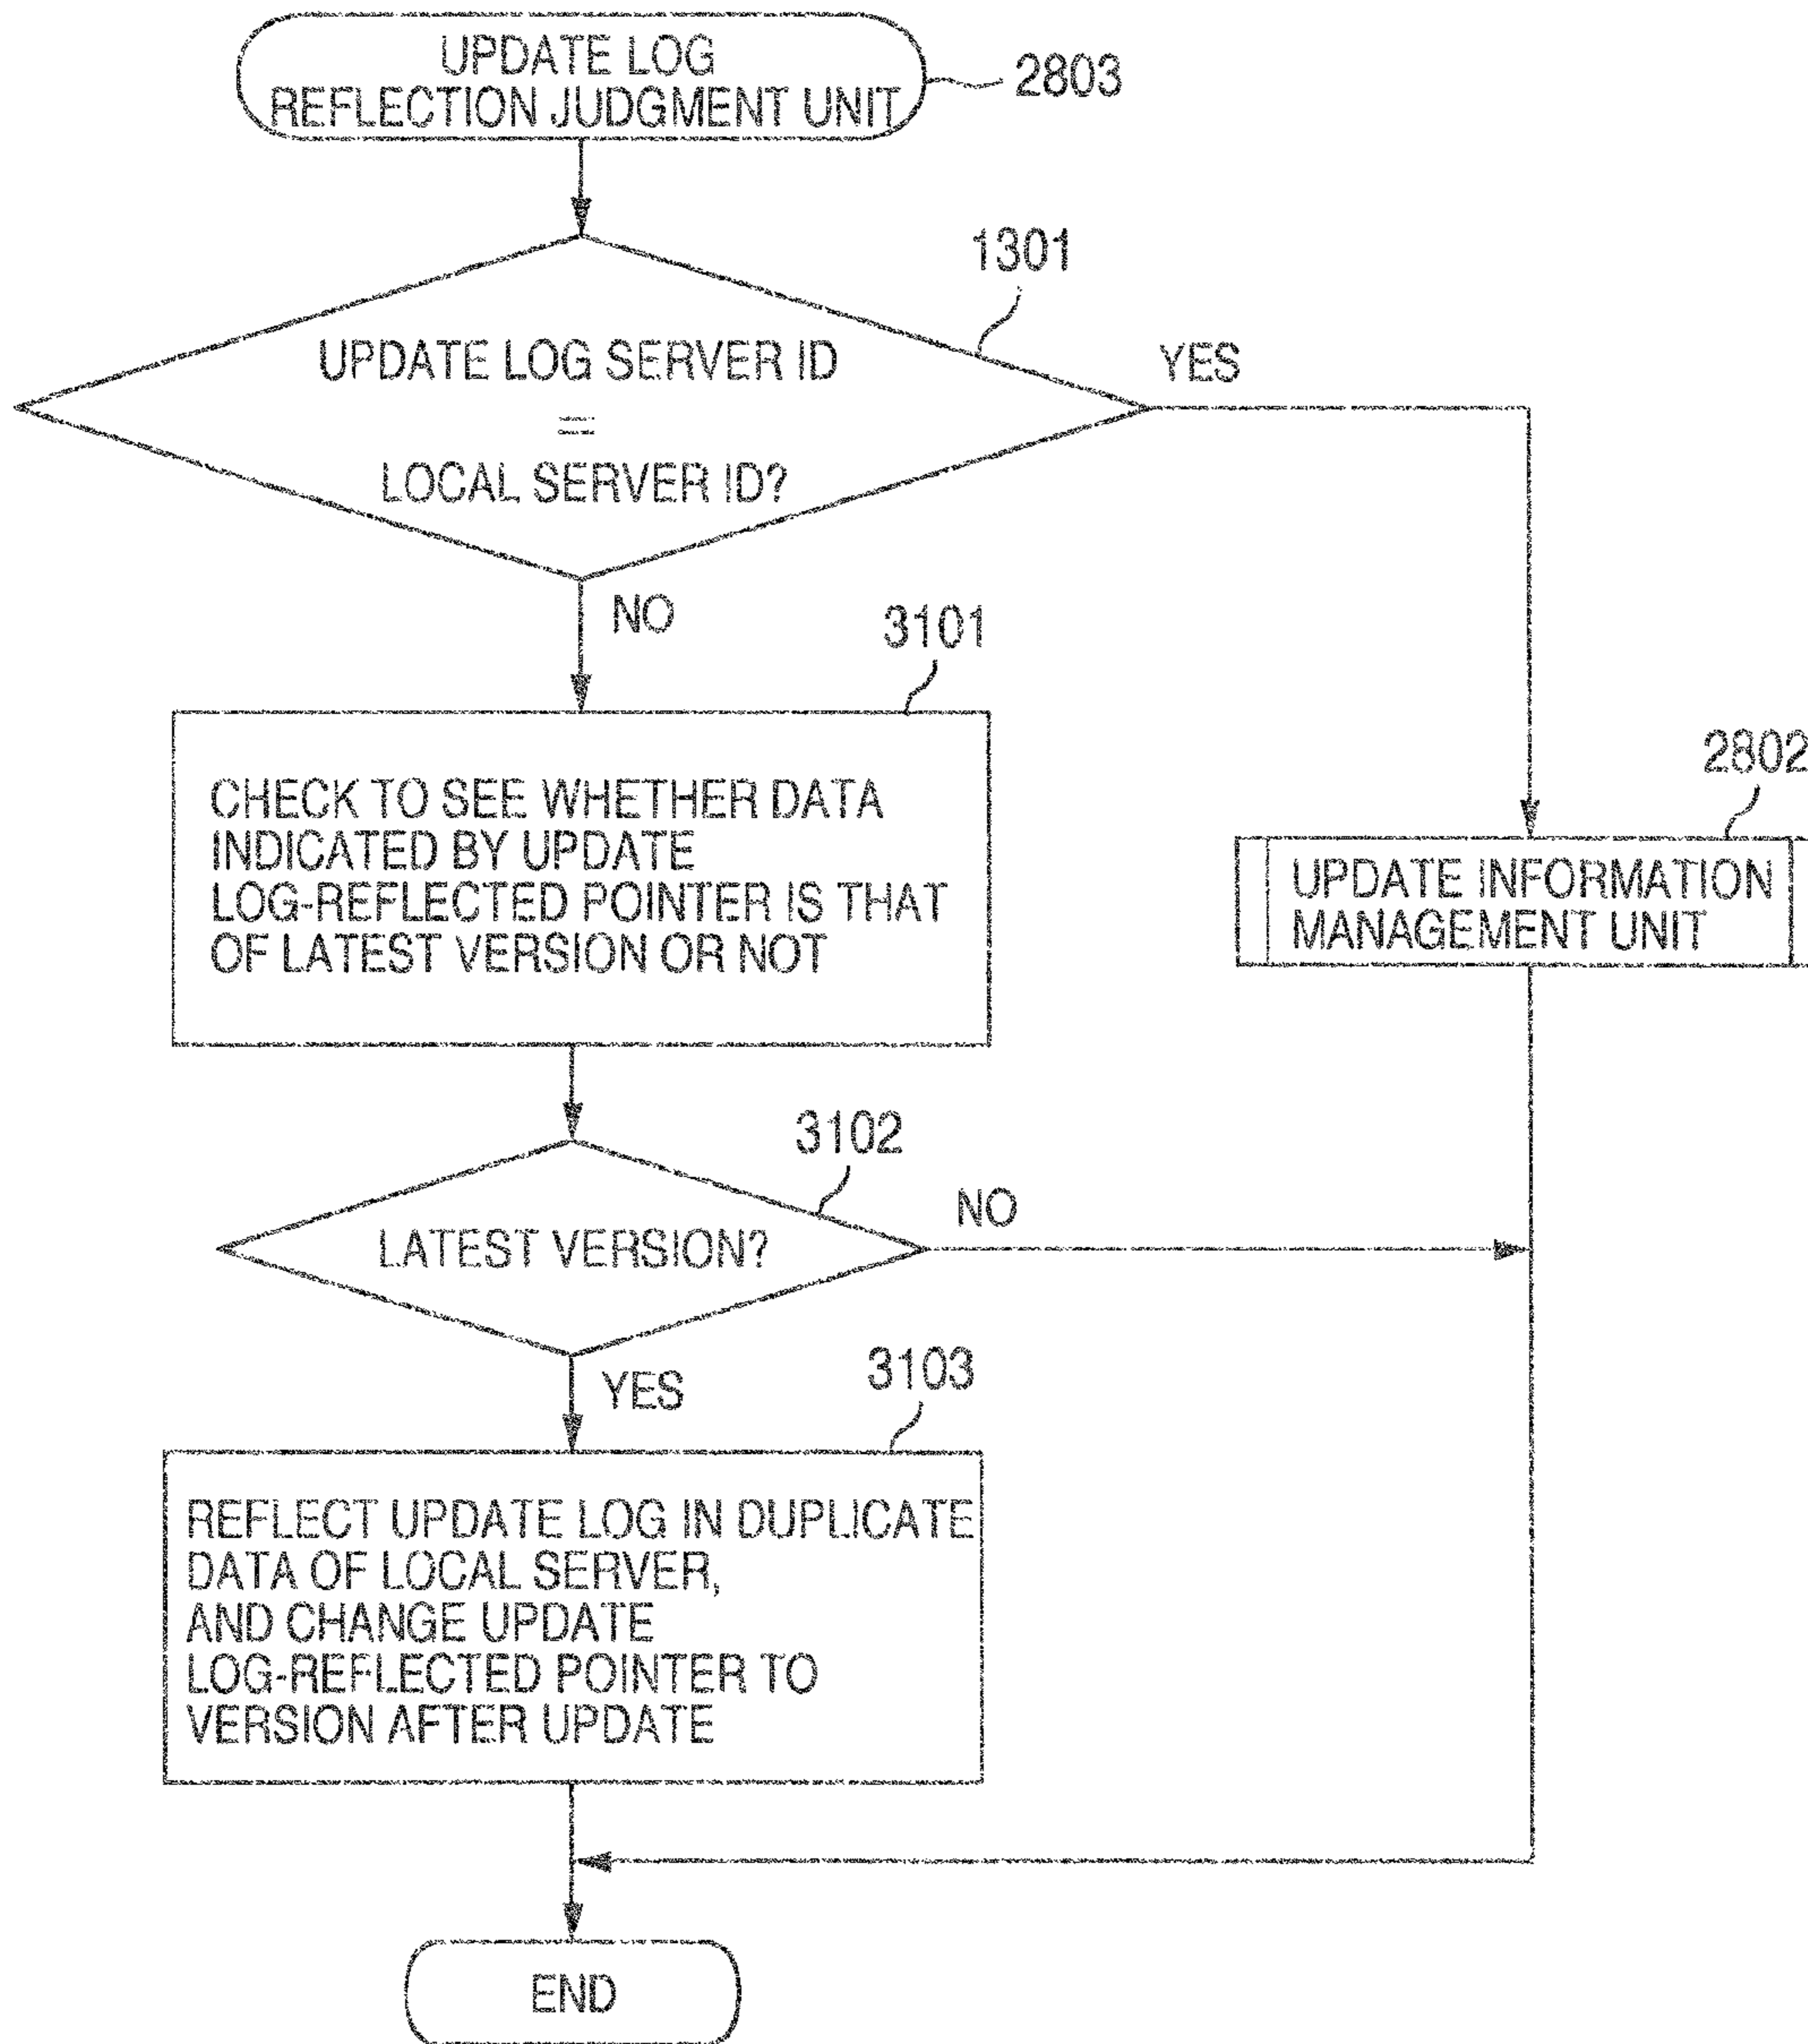 UPDATE LOG
REFLECTION JUDGMENT UNIT
2803
1301
UPDATE LOG SERVER ID
=
LOCAL SERVER ID?
YES
NO
3101
CHECK TO SEE WHETHER DATA
INDICATED BY UPDATE
LOG-REFLECTED POINTER IS THAT
OF LATEST VERSION OR NOT
2802
UPDATE INFORMATION
MANAGEMENT UNIT
3102
LATEST VERSION?
NO
YES
3103
REFLECT UPDATE LOG IN DUPLICATE
DATA OF LOCAL SERVER,
AND CHANGE UPDATE
LOG-REFLECTED POINTER TO
VERSION AFTER UPDATE
END